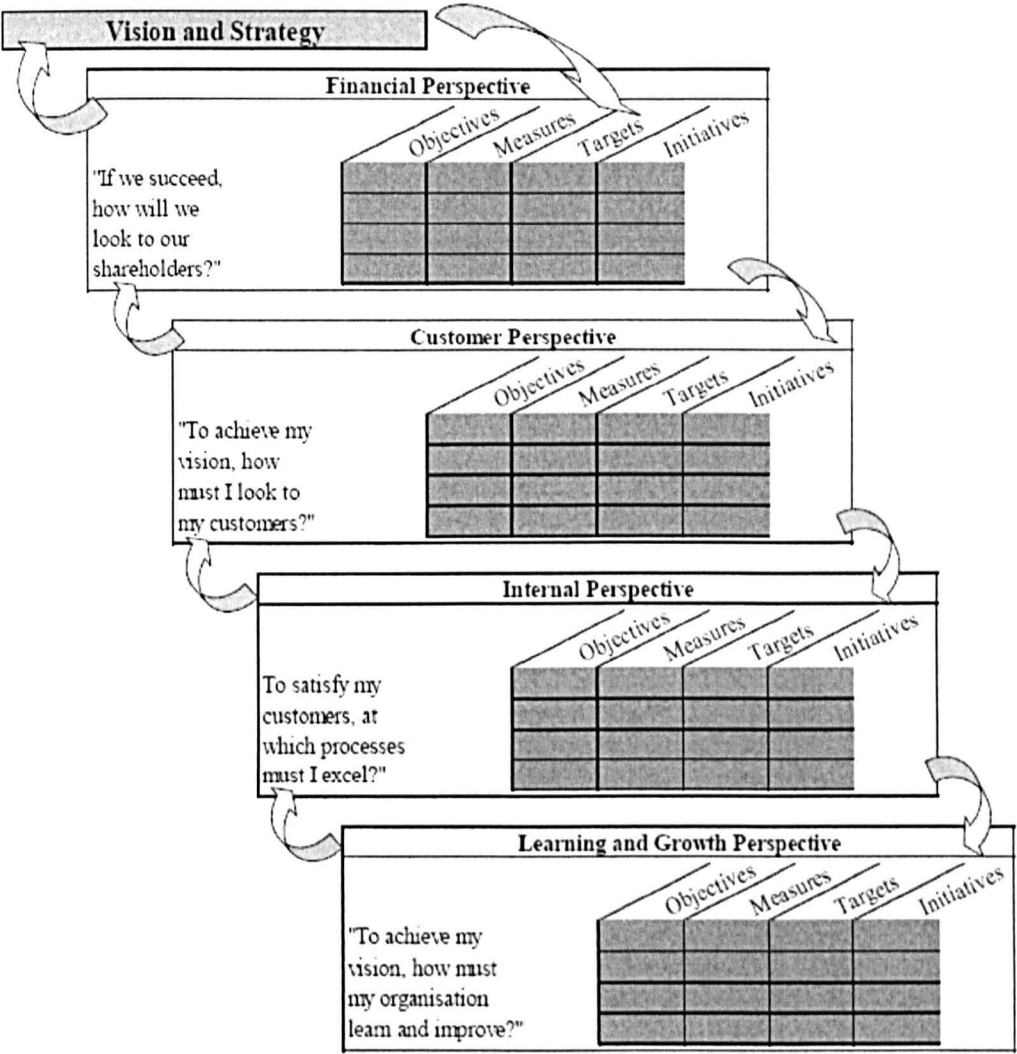 Vision and Strategy
Financial Perspective
Objectives
Measures
Targets
Initiatives
"If we succeed,
how will we
look to our
shareholders?"
Customer Perspective
Objectives
Measures
Targets
Initiatives
"To achieve my
vision, how
must I look to
my customers?"
Internal Perspective
Objectives
Measures
Targets
Initiatives
To satisfy my
customers, at
which processes
must I excel?"
Learning and Growth Perspective
Objectives
Measures
Targets
Initiatives
"To achieve my
vision, how must
my organisation
learn and improve?"